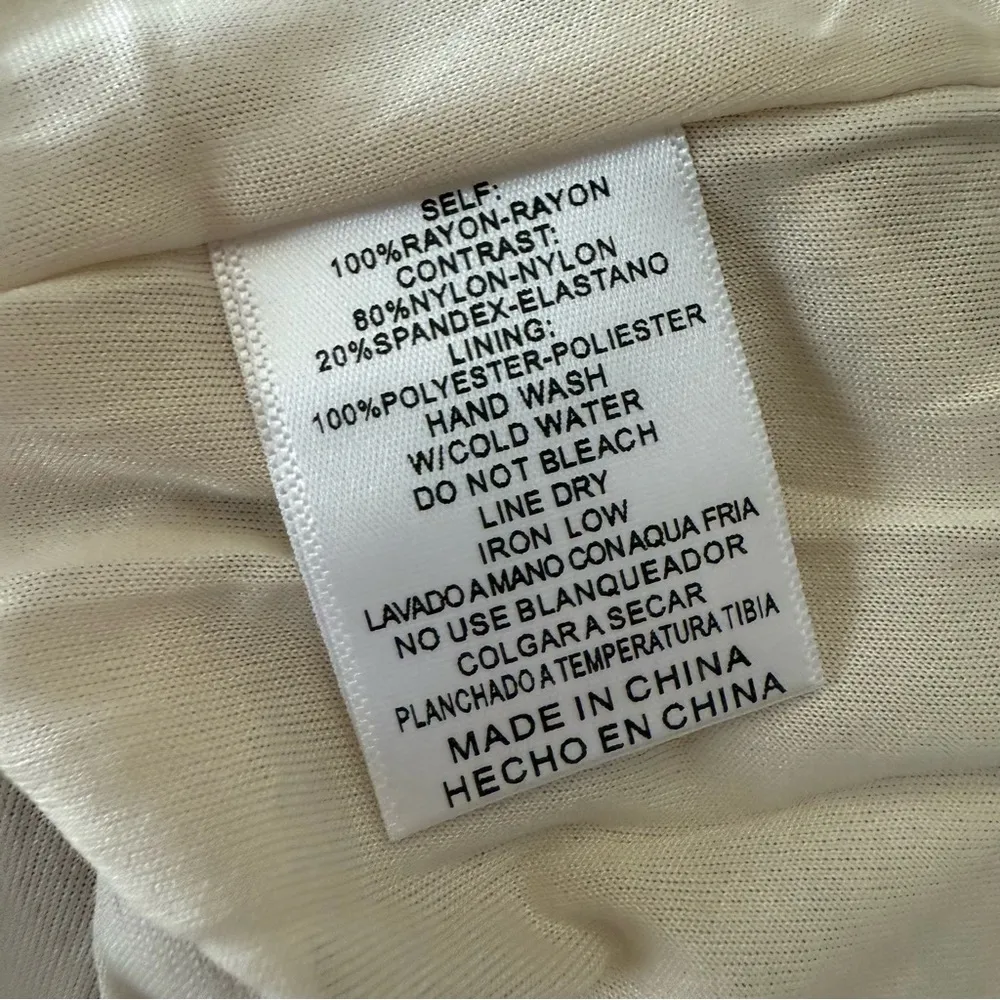 SELF:
100%RAYON-RAYON
CONTRAST:
80%NYLON-NYLON
20%SPANDEX-ELASTANO
LINING:
100%POLYESTER-POLIESTER
HAND WASH
W/COLD WATER
DO NOT BLEACH
LINE DRY
IRON LOW
LAVADO A MANO CON AQUA FRIA
NO USE BLANQUEADOR
COLGAR A SECAR
PLANCHADO A TEMPERATURA TIBIA
MADE IN CHINA
HECHO EN CHINA